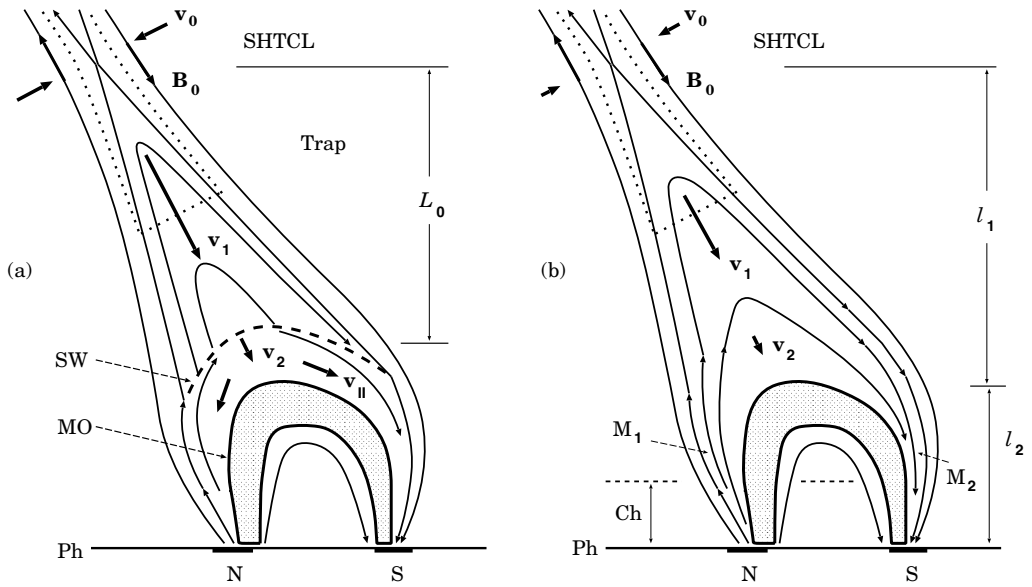 v₀
SHTCL
B₀
Trap
L₀
v₁
(a)
SW
v₂
v||
MO
Ph
N
S
v₀
SHTCL
B₀
l₁
v₁
(b)
v₂
M₁
l₂
M₂
Ch
Ph
N
S